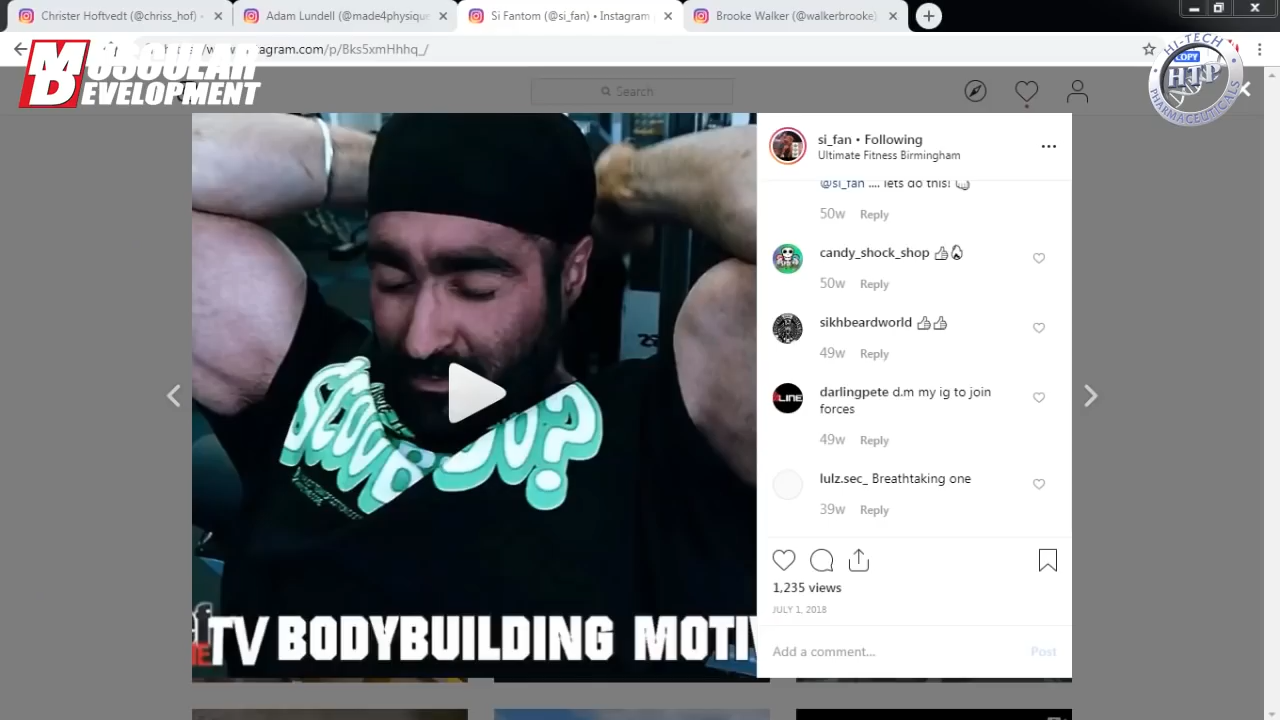 Christer Hoftvedt (@chriss_hof) •
Adam Lundell (@made4physique
Si Fantom (@si_fan) • Instagram
Brooke Walker (@walkerbrooke)
stagram.com/p/Bks5xmHhhq_/
MD MUSCULAR
DEVELOPMENT
HI-TECH
HTP
PHARMACEUTICALS
Search
si_fan • Following
Ultimate Fitness Birmingham
@si_fan .... lets do this!
50w Reply
candy_shock_shop
50w Reply
sikhbeardworld
49w Reply
darlingpete d.m my ig to join
forces
49w Reply
lulz.sec_ Breathtaking one
39w Reply
1,235 views
JULY 1, 2018
Add a comment...
Post
TV BODYBUILDING MOTIV